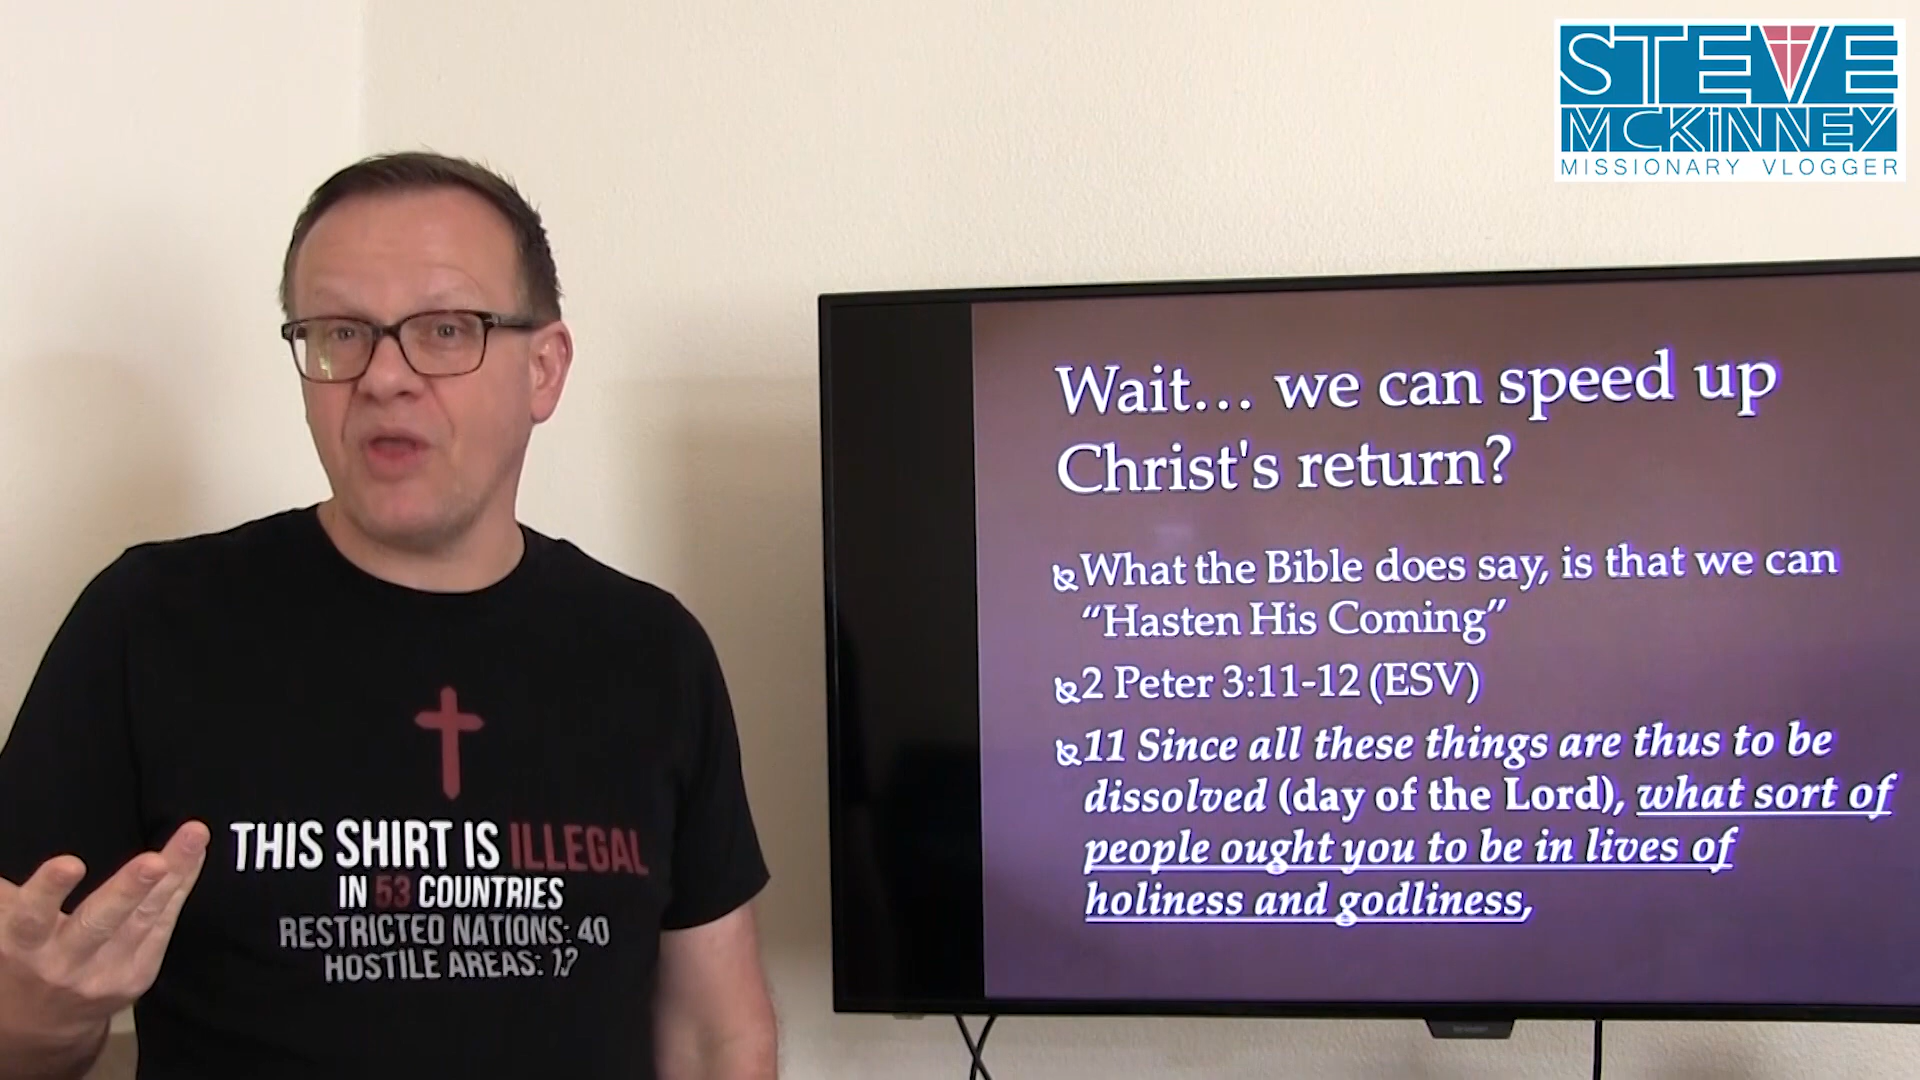 STEVE
MCKINNEY
MISSIONARY VLOGGER
Wait... we can speed up
Christ's return?
What the Bible does say, is that we can
“Hasten His Coming”
2 Peter 3:11-12 (ESV)
11 Since all these things are thus to be
dissolved (day of the Lord), what sort of
people ought you to be in lives of
holiness and godliness,
THIS SHIRT IS ILLEGAL
IN 53 COUNTRIES
RESTRICTED NATIONS: 40
HOSTILE AREAS: 13